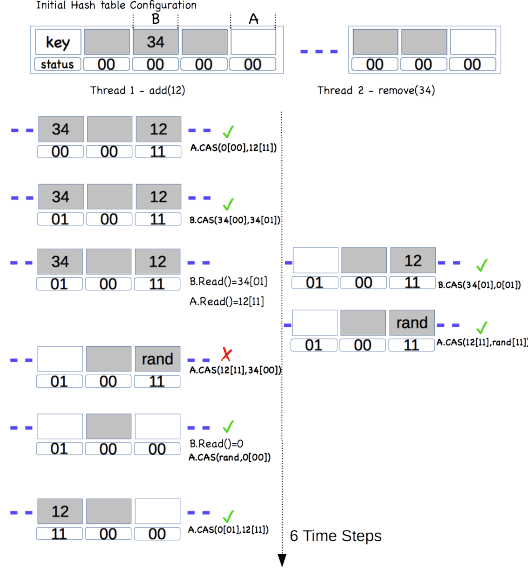 Initial Hash table Configuration
B A
key 34
status 00 00 00 00 00 00 00
Thread 1 - add(12) Thread 2 - remove(34)
34 12
00 00 11 A.CAS(0[00],12[11])
34 12
01 00 11 B.CAS(34[00],34[01])
34 12
01 00 11
B.Read()=34[01]
A.Read()=12[11]
12
01 00 11 B.CAS(34[01],0[01])
rand
01 00 11 A.CAS(12[11],rand[11])
rand
01 00 11 A.CAS(12[11],34[00])
01 00 00
B.Read()=0
A.CAS(rand,0[00])
12
11 00 00 A.CAS(0[01],12[11])
6 Time Steps